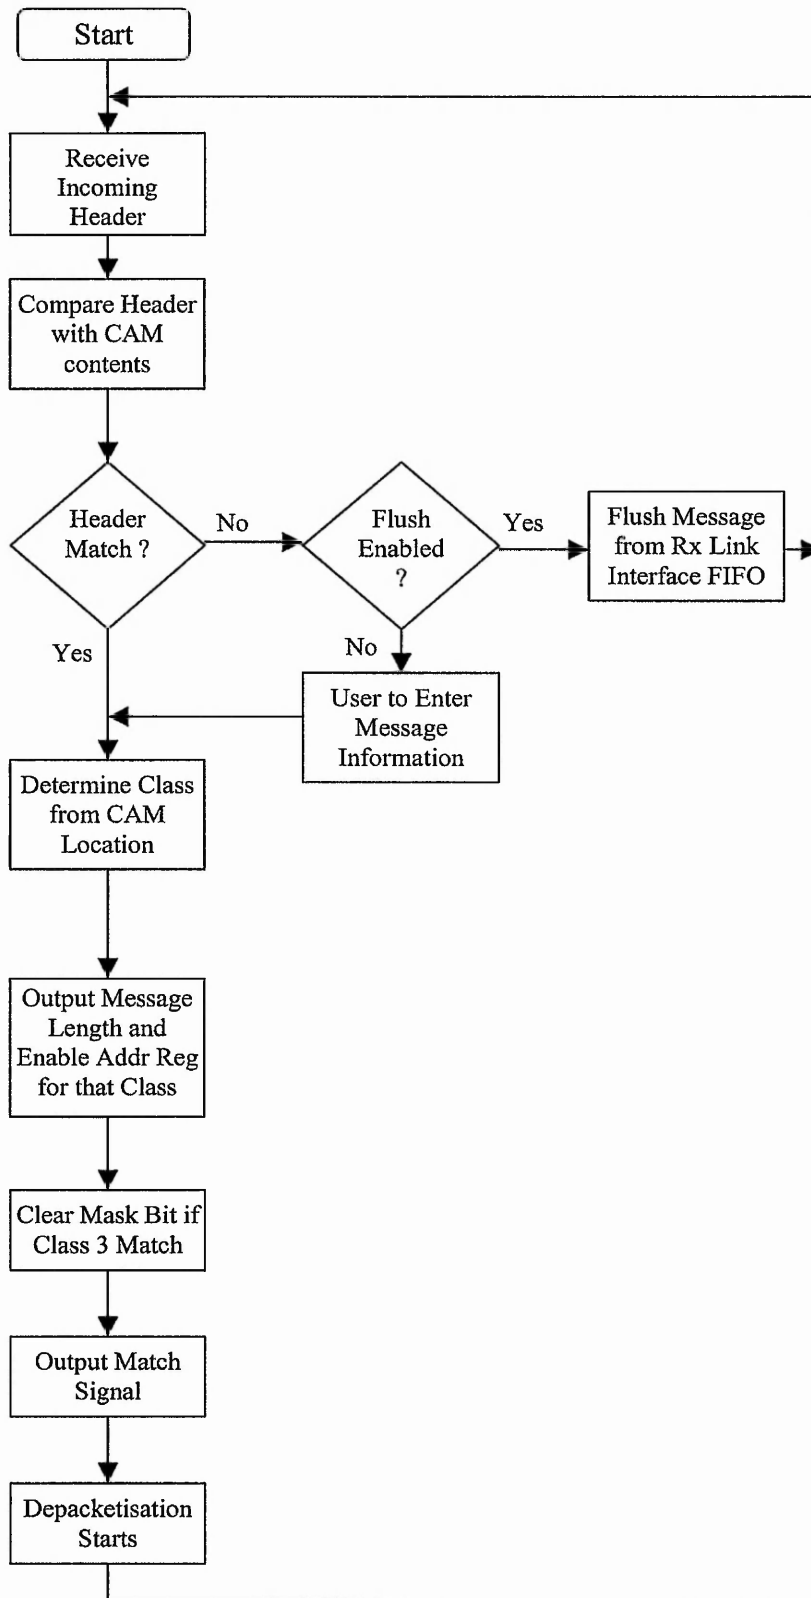 Start
Receive
Incoming
Header
Compare Header
with CAM
contents
Header
Match ?
No
Flush
Enabled
?
Yes
Flush Message
from Rx Link
Interface FIFO
Yes
No
User to Enter
Message
Information
Determine Class
from CAM
Location
Output Message
Length and
Enable Addr Reg
for that Class
Clear Mask Bit if
Class 3 Match
Output Match
Signal
Depacketisation
Starts